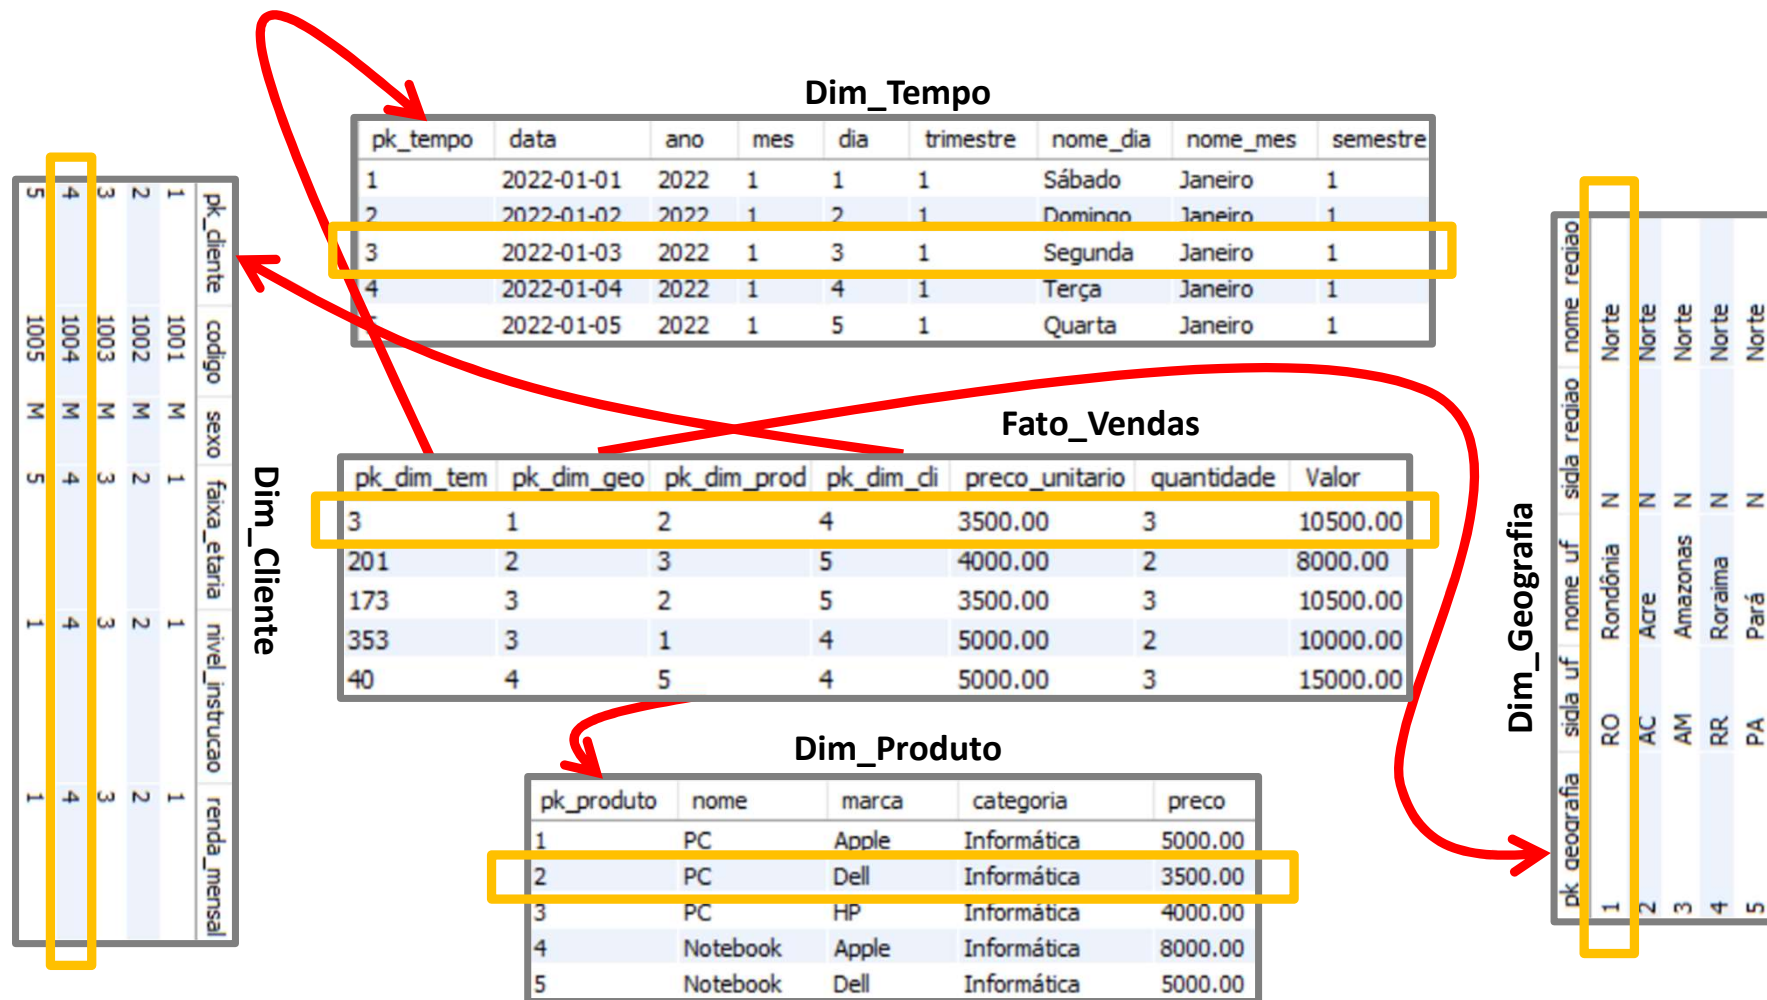 Dim_Tempo
pk_tempo data ano mes dia trimestre nome_dia nome_mes semestre
1 2022-01-01 2022 1 1 1 Sábado Janeiro 1
2 2022-01-02 2022 1 2 1 Domingo Janeiro 1
3 2022-01-03 2022 1 3 1 Segunda Janeiro 1
4 2022-01-04 2022 1 4 1 Terça Janeiro 1
2022-01-05 2022 1 5 1 Quarta Janeiro 1
Dim_Cliente
pk_cliente codigo sexo faixa_etaria nivel_instrucao renda_mensal
1 1001 M 1 1 1
2 1002 M 2 2 2
3 1003 M 3 3 3
4 1004 M 4 4 4
5 1005 M 5 1 1
Fato_Vendas
pk_dim_tem pk_dim_geo pk_dim_prod pk_dim_cli preco_unitario quantidade Valor
3 1 2 4 3500.00 3 10500.00
201 2 3 5 4000.00 2 8000.00
173 3 2 5 3500.00 3 10500.00
353 3 1 4 5000.00 2 10000.00
40 4 5 4 5000.00 3 15000.00
Dim_Produto
pk_produto nome marca categoria preco
1 PC Apple Informática 5000.00
2 PC Dell Informática 3500.00
3 PC HP Informática 4000.00
4 Notebook Apple Informática 8000.00
5 Notebook Dell Informática 5000.00
Dim_Geografia
pk_geografia sigla_uf nome_uf sigla_regiao nome_regiao
1 RO Rondônia N Norte
2 AC Acre N Norte
3 AM Amazonas N Norte
4 RR Roraima N Norte
5 PA Pará N Norte